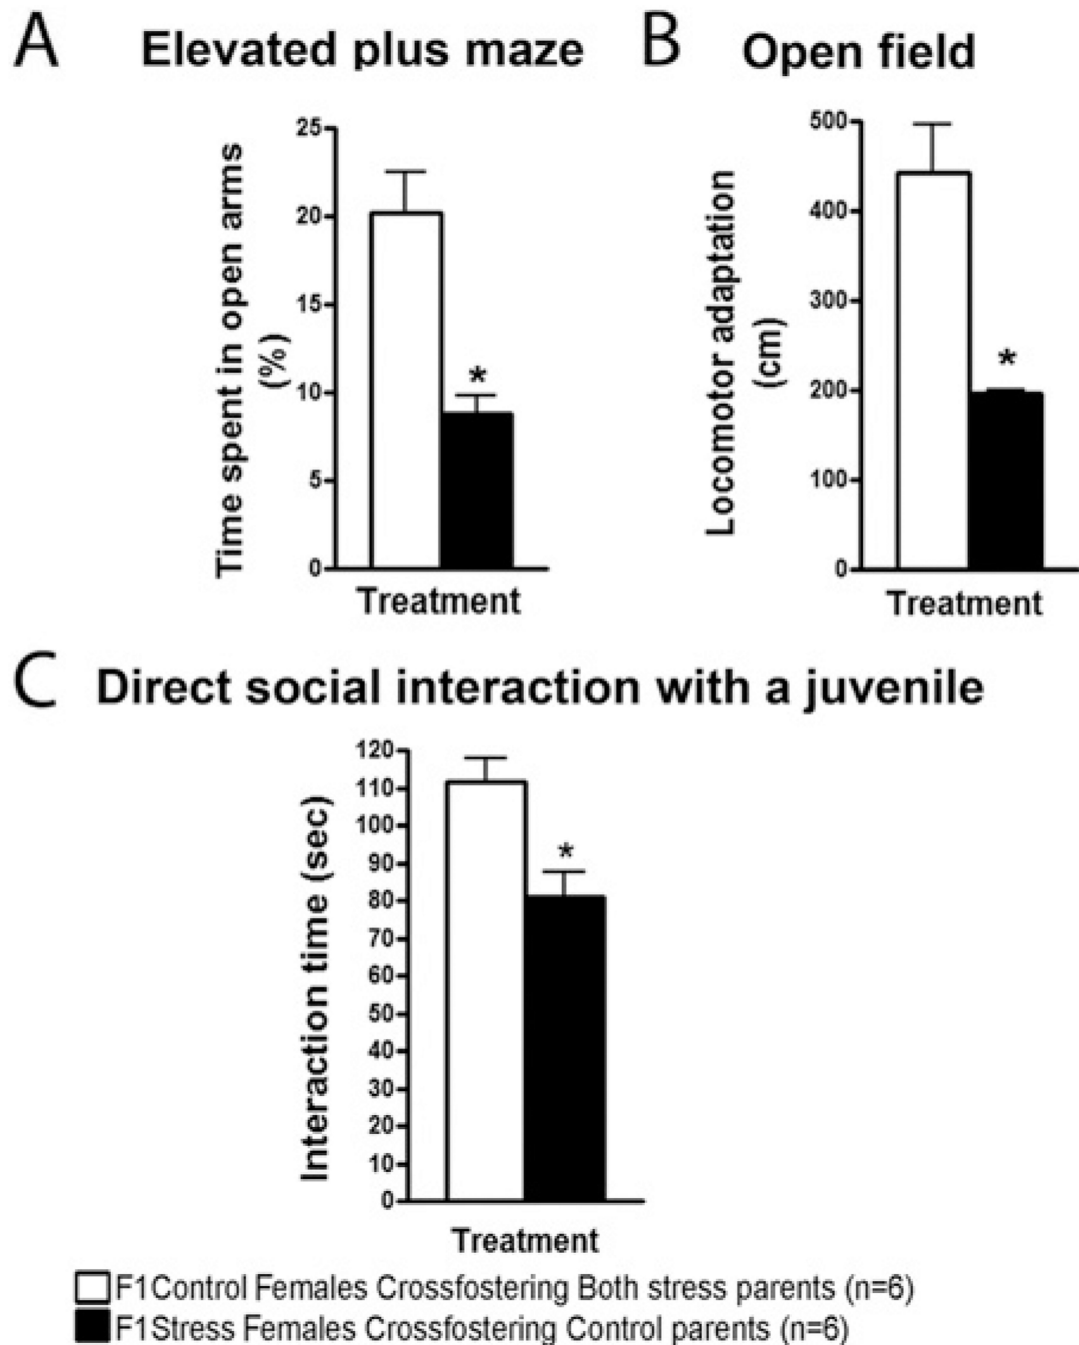 A Elevated plus maze
B Open field
Time spent in open arms
(%)
25
20
15
10
5
0
*
Treatment
Locomotor adaptation
(cm)
500
400
300
200
100
0
*
Treatment
C Direct social interaction with a juvenile
Interaction time (sec)
120
110
100
90
80
70
60
50
40
30
20
10
0
*
Treatment
F1Control Females Crossfostering Both stress parents (n=6)
F1Stress Females Crossfostering Control parents (n=6)